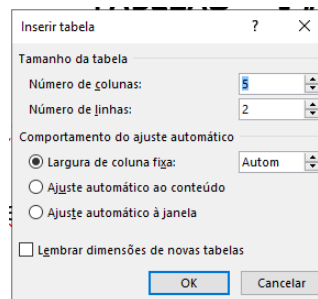 Inserir tabela ? ×
Tamanho da tabela
Número de colunas: 5
Número de linhas: 2
Comportamento do ajuste automático
Largura de coluna fixa: Autom
Ajuste automático ao conteúdo
Ajuste automático à janela
Lembrar dimensões de novas tabelas
OK Cancelar